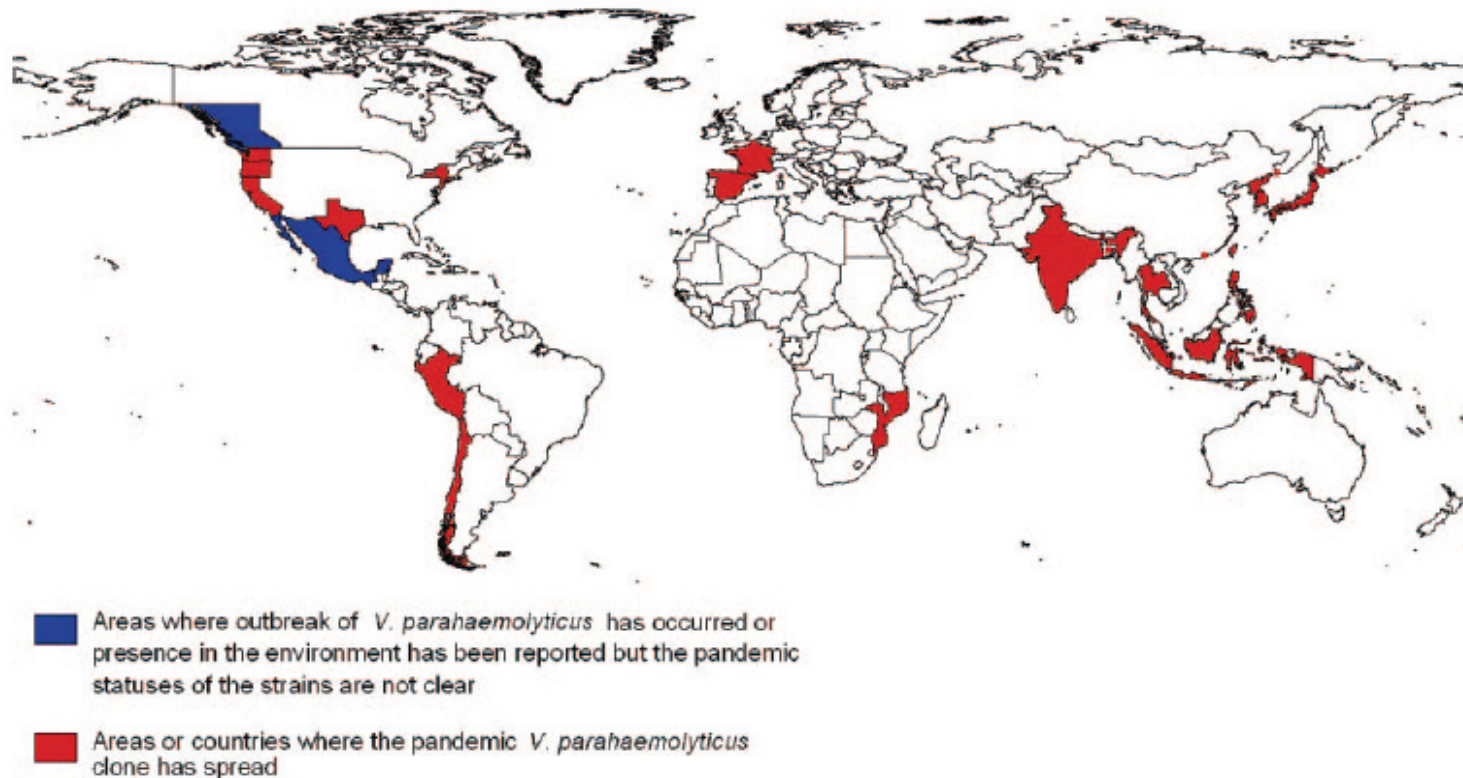 Areas where outbreak of V. parahaemolyticus has occurred or
presence in the environment has been reported but the pandemic
statuses of the strains are not clear
Areas or countries where the pandemic V. parahaemolyticus
clone has spread